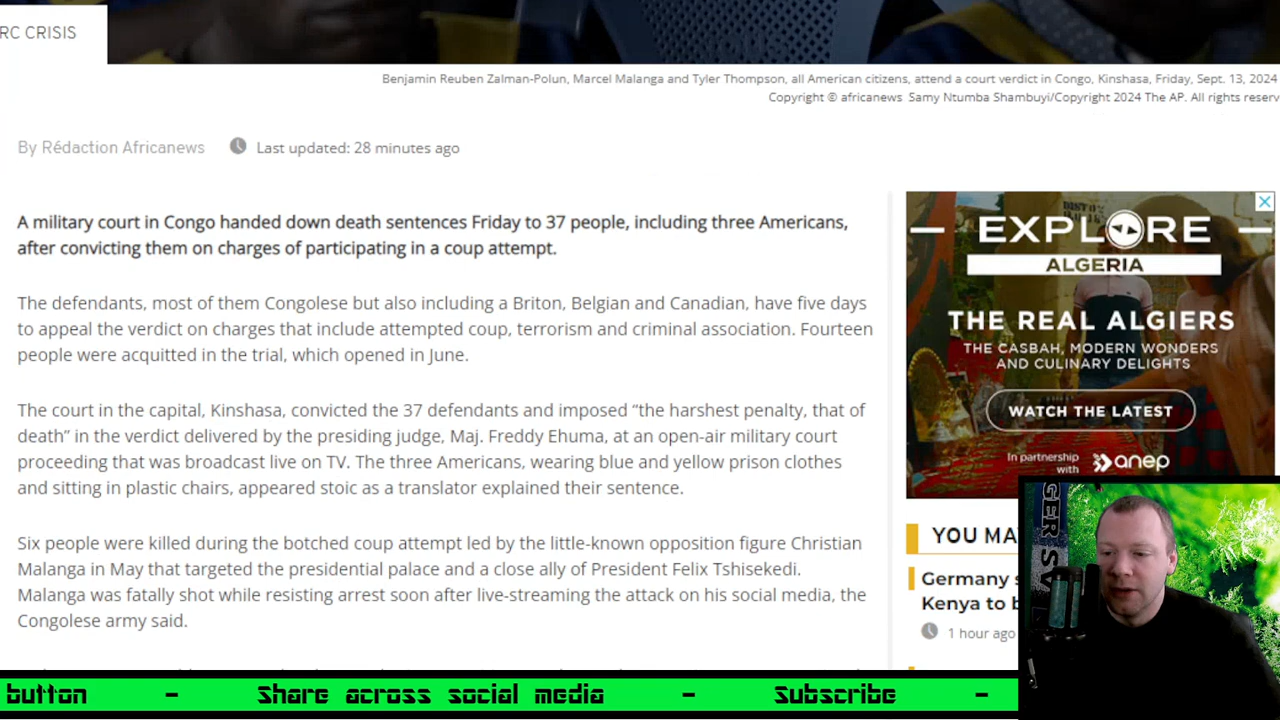 RC CRISIS
Benjamin Reuben Zalman-Polun, Marcel Malanga and Tyler Thompson, all American citizens, attend a court verdict in Congo, Kinshasa, Friday, Sept. 13, 2024
Copyright © africanews Samy Ntumba Shambuyi/Copyright 2024 The AP. All rights reserv
By Rédaction Africanews Last updated: 28 minutes ago
A military court in Congo handed down death sentences Friday to 37 people, including three Americans,
after convicting them on charges of participating in a coup attempt.
The defendants, most of them Congolese but also including a Briton, Belgian and Canadian, have five days
to appeal the verdict on charges that include attempted coup, terrorism and criminal association. Fourteen
people were acquitted in the trial, which opened in June.
The court in the capital, Kinshasa, convicted the 37 defendants and imposed “the harshest penalty, that of
death” in the verdict delivered by the presiding judge, Maj. Freddy Ehuma, at an open-air military court
proceeding that was broadcast live on TV. The three Americans, wearing blue and yellow prison clothes
and sitting in plastic chairs, appeared stoic as a translator explained their sentence.
Six people were killed during the botched coup attempt led by the little-known opposition figure Christian
Malanga in May that targeted the presidential palace and a close ally of President Felix Tshisekedi.
Malanga was fatally shot while resisting arrest soon after live-streaming the attack on his social media, the
Congolese army said.
EXPLORE
ALGERIA
THE REAL ALGIERS
THE CASBAH, MODERN WONDERS
AND CULINARY DELIGHTS
WATCH THE LATEST
In partnership
with anep
YOU MA
Germany s
Kenya to b
1 hour ago
GER SV
button - Share across social media - Subscribe -